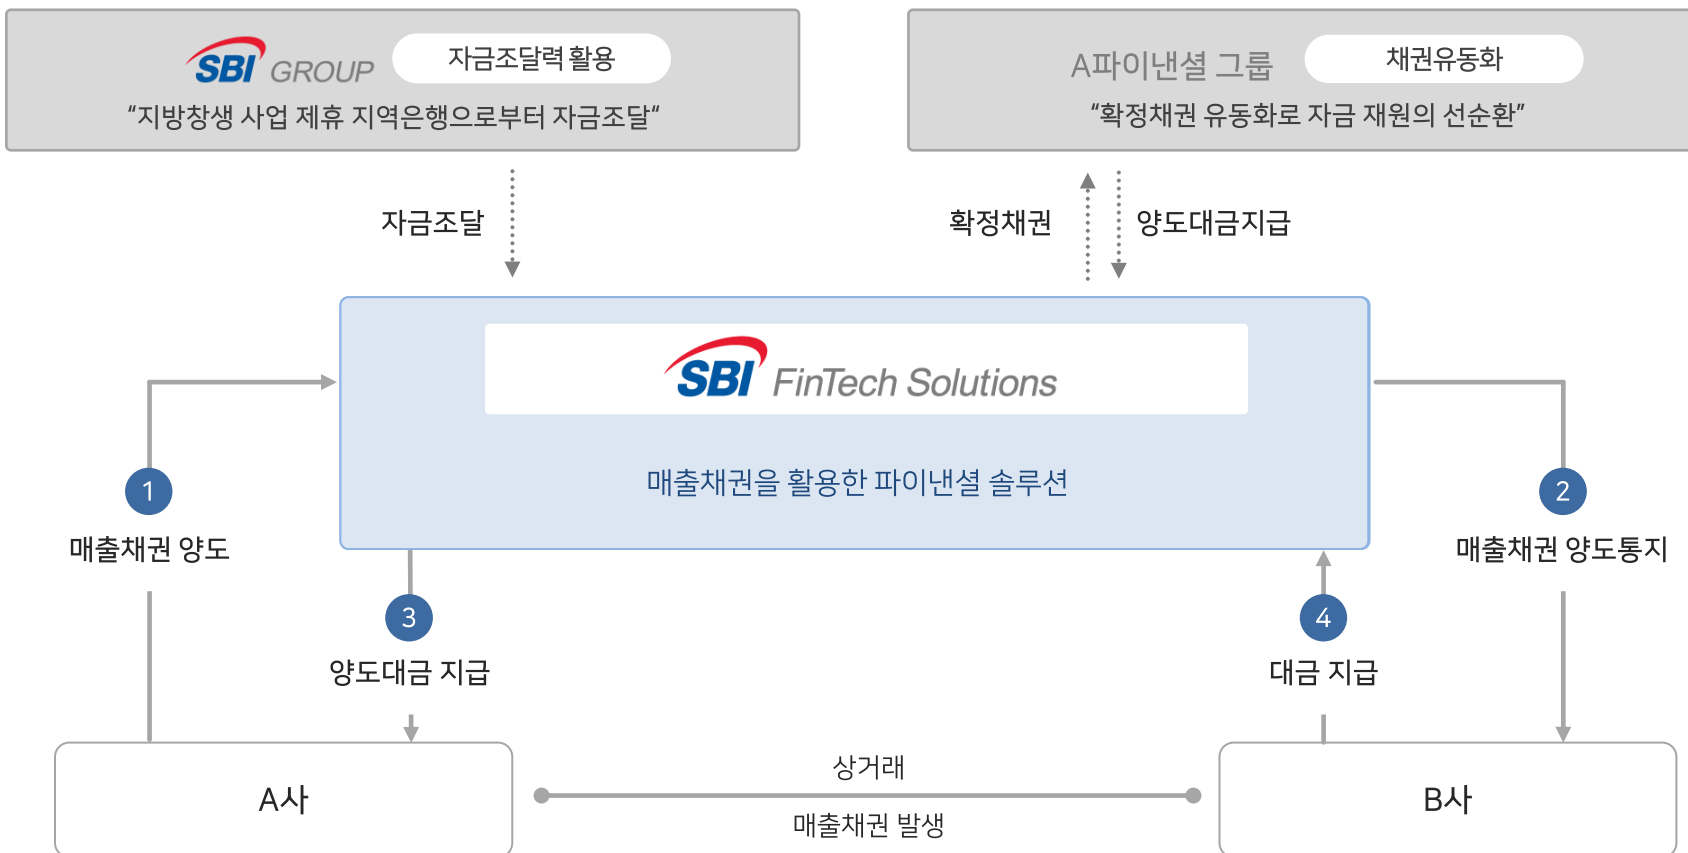 SBI GROUP 자금조달력 활용
“지방창생 사업 제휴 지역은행으로부터 자금조달“
A파이낸셜 그룹 채권유동화
“확정채권 유동화로 자금 재원의 선순환”
자금조달
확정채권
양도대금지급
SBI FinTech Solutions
매출채권을 활용한 파이낸셜 솔루션
1
매출채권 양도
2
매출채권 양도통지
3
양도대금 지급
4
대금 지급
A사
상거래
매출채권 발생
B사